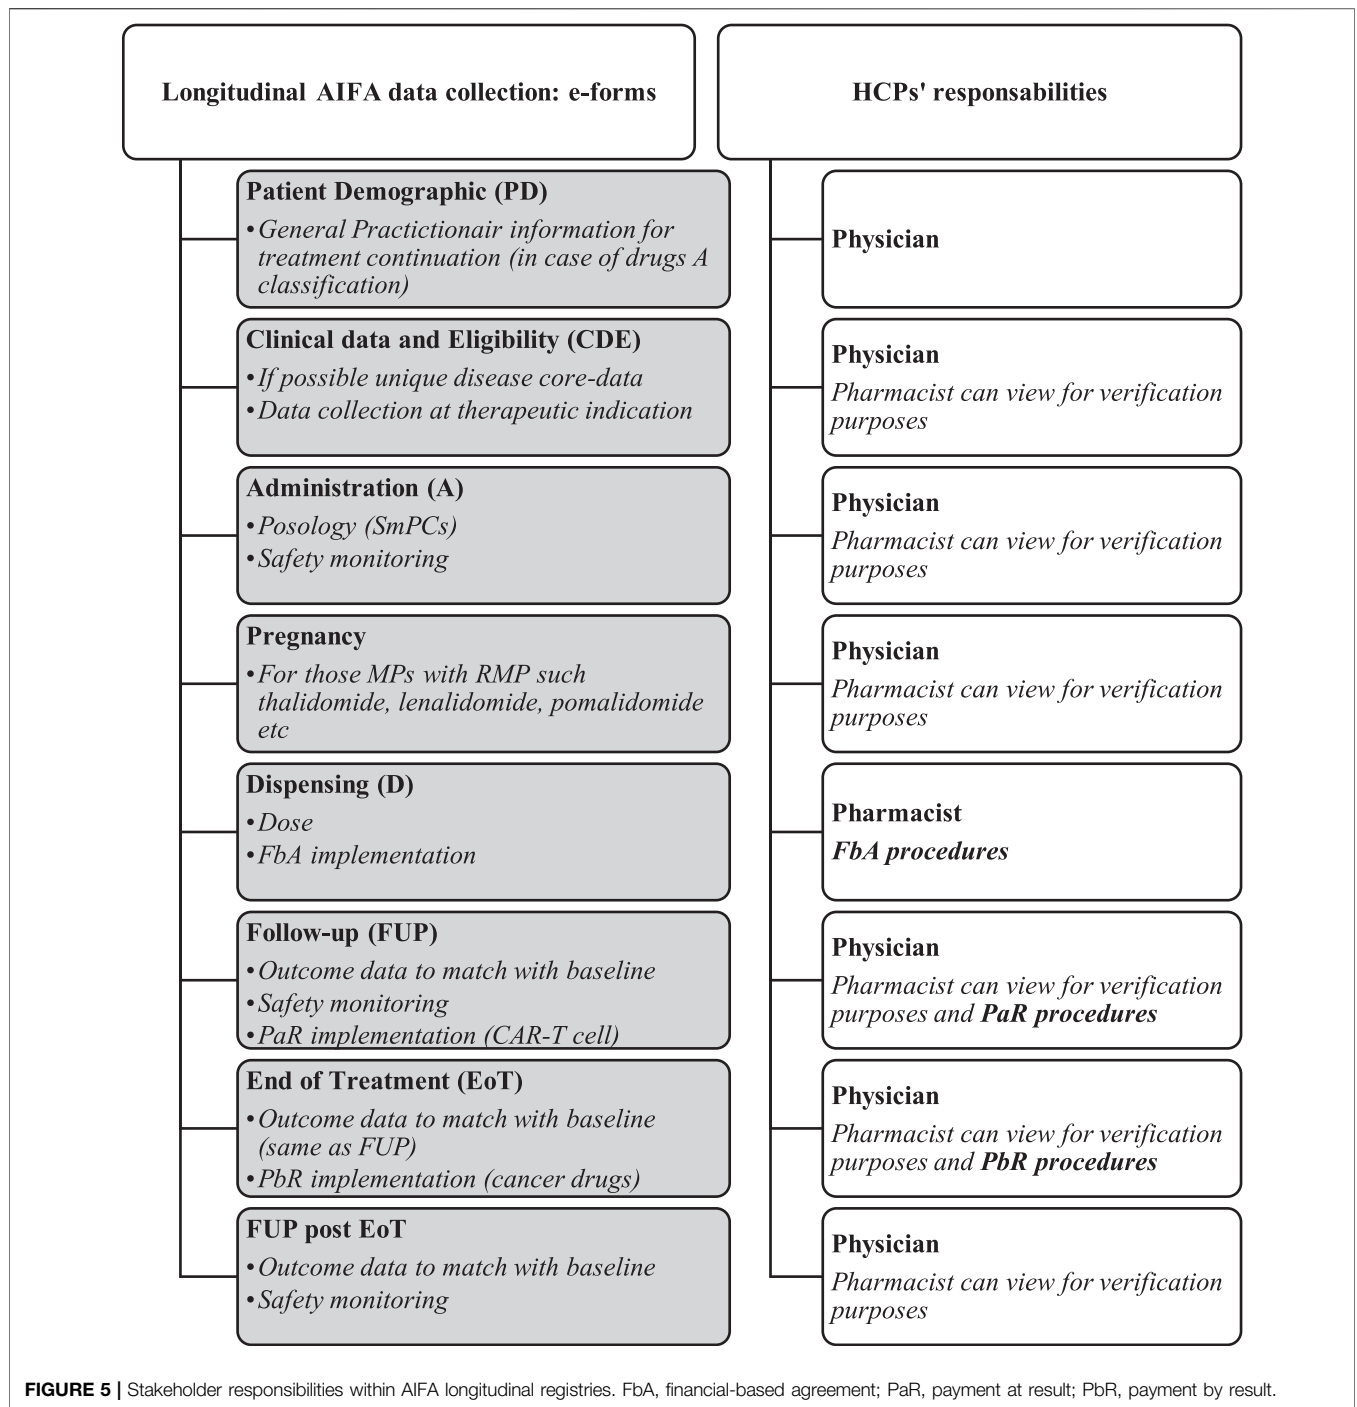 Longitudinal AIFA data collection: e-forms
HCPs' responsabilities
Patient Demographic (PD)
•General Practictionair information for
treatment continuation (in case of drugs A
classification)
Physician
Clinical data and Eligibility (CDE)
•If possible unique disease core-data
•Data collection at therapeutic indication
Physician
Pharmacist can view for verification
purposes
Administration (A)
•Posology (SmPCs)
•Safety monitoring
Physician
Pharmacist can view for verification
purposes
Pregnancy
•For those MPs with RMP such
thalidomide, lenalidomide, pomalidomide
etc
Physician
Pharmacist can view for verification
purposes
Dispensing (D)
•Dose
•FbA implementation
Pharmacist
FbA procedures
Follow-up (FUP)
•Outcome data to match with baseline
•Safety monitoring
•PaR implementation (CAR-T cell)
Physician
Pharmacist can view for verification
purposes and PaR procedures
End of Treatment (EoT)
•Outcome data to match with baseline
(same as FUP)
•PbR implementation (cancer drugs)
Physician
Pharmacist can view for verification
purposes and PbR procedures
FUP post EoT
•Outcome data to match with baseline
•Safety monitoring
Physician
Pharmacist can view for verification
purposes
FIGURE 5 | Stakeholder responsibilities within AIFA longitudinal registries. FbA, financial-based agreement; PaR, payment at result; PbR, payment by result.